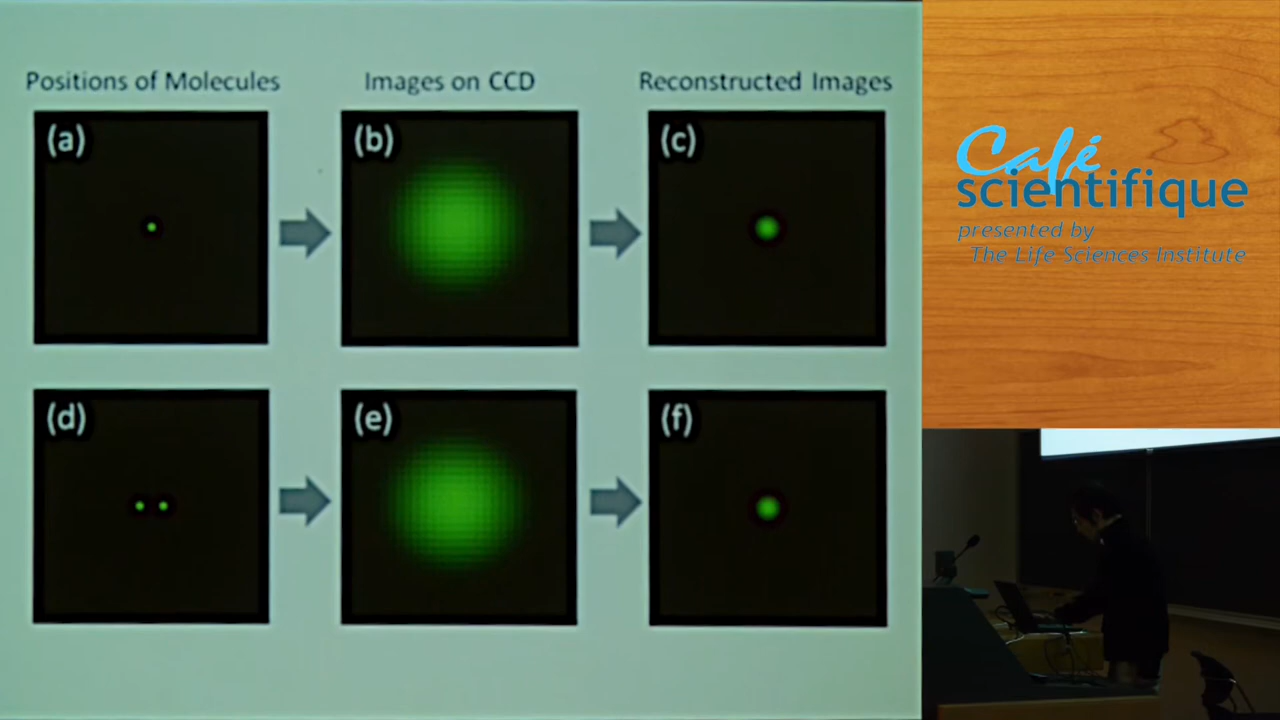 Positions of Molecules
Images on CCD
Reconstructed Images
(a)
(b)
(c)
(d)
(e)
(f)
Café
scientifique
presented by
The Life Sciences Institute